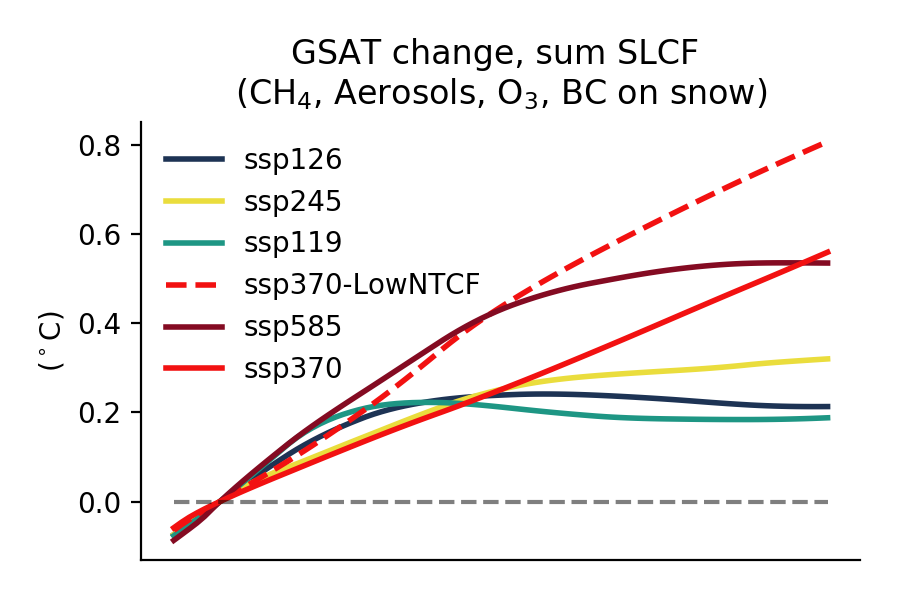 GSAT change, sum SLCF
(CH₄, Aerosols, O₃, BC on snow)
0.8
0.6
0.4
0.2
0.0
(°C)
ssp126
ssp245
ssp119
ssp370-LowNTCF
ssp585
ssp370